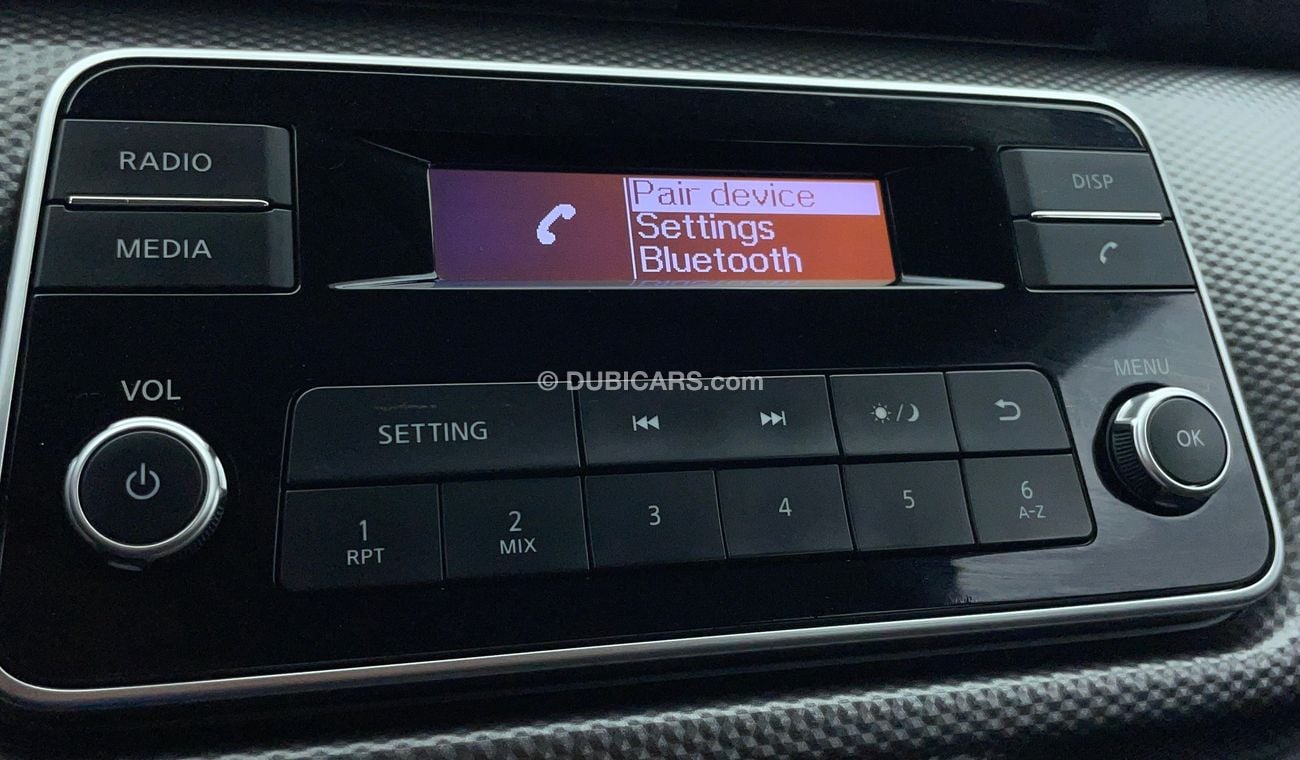 RADIO
MEDIA
Pair device
Settings
Bluetooth
DISP
VOL
© DUBICARS.com
MENU
SETTING
OK
1
RPT
2
MIX
3
4
5
6
A-Z